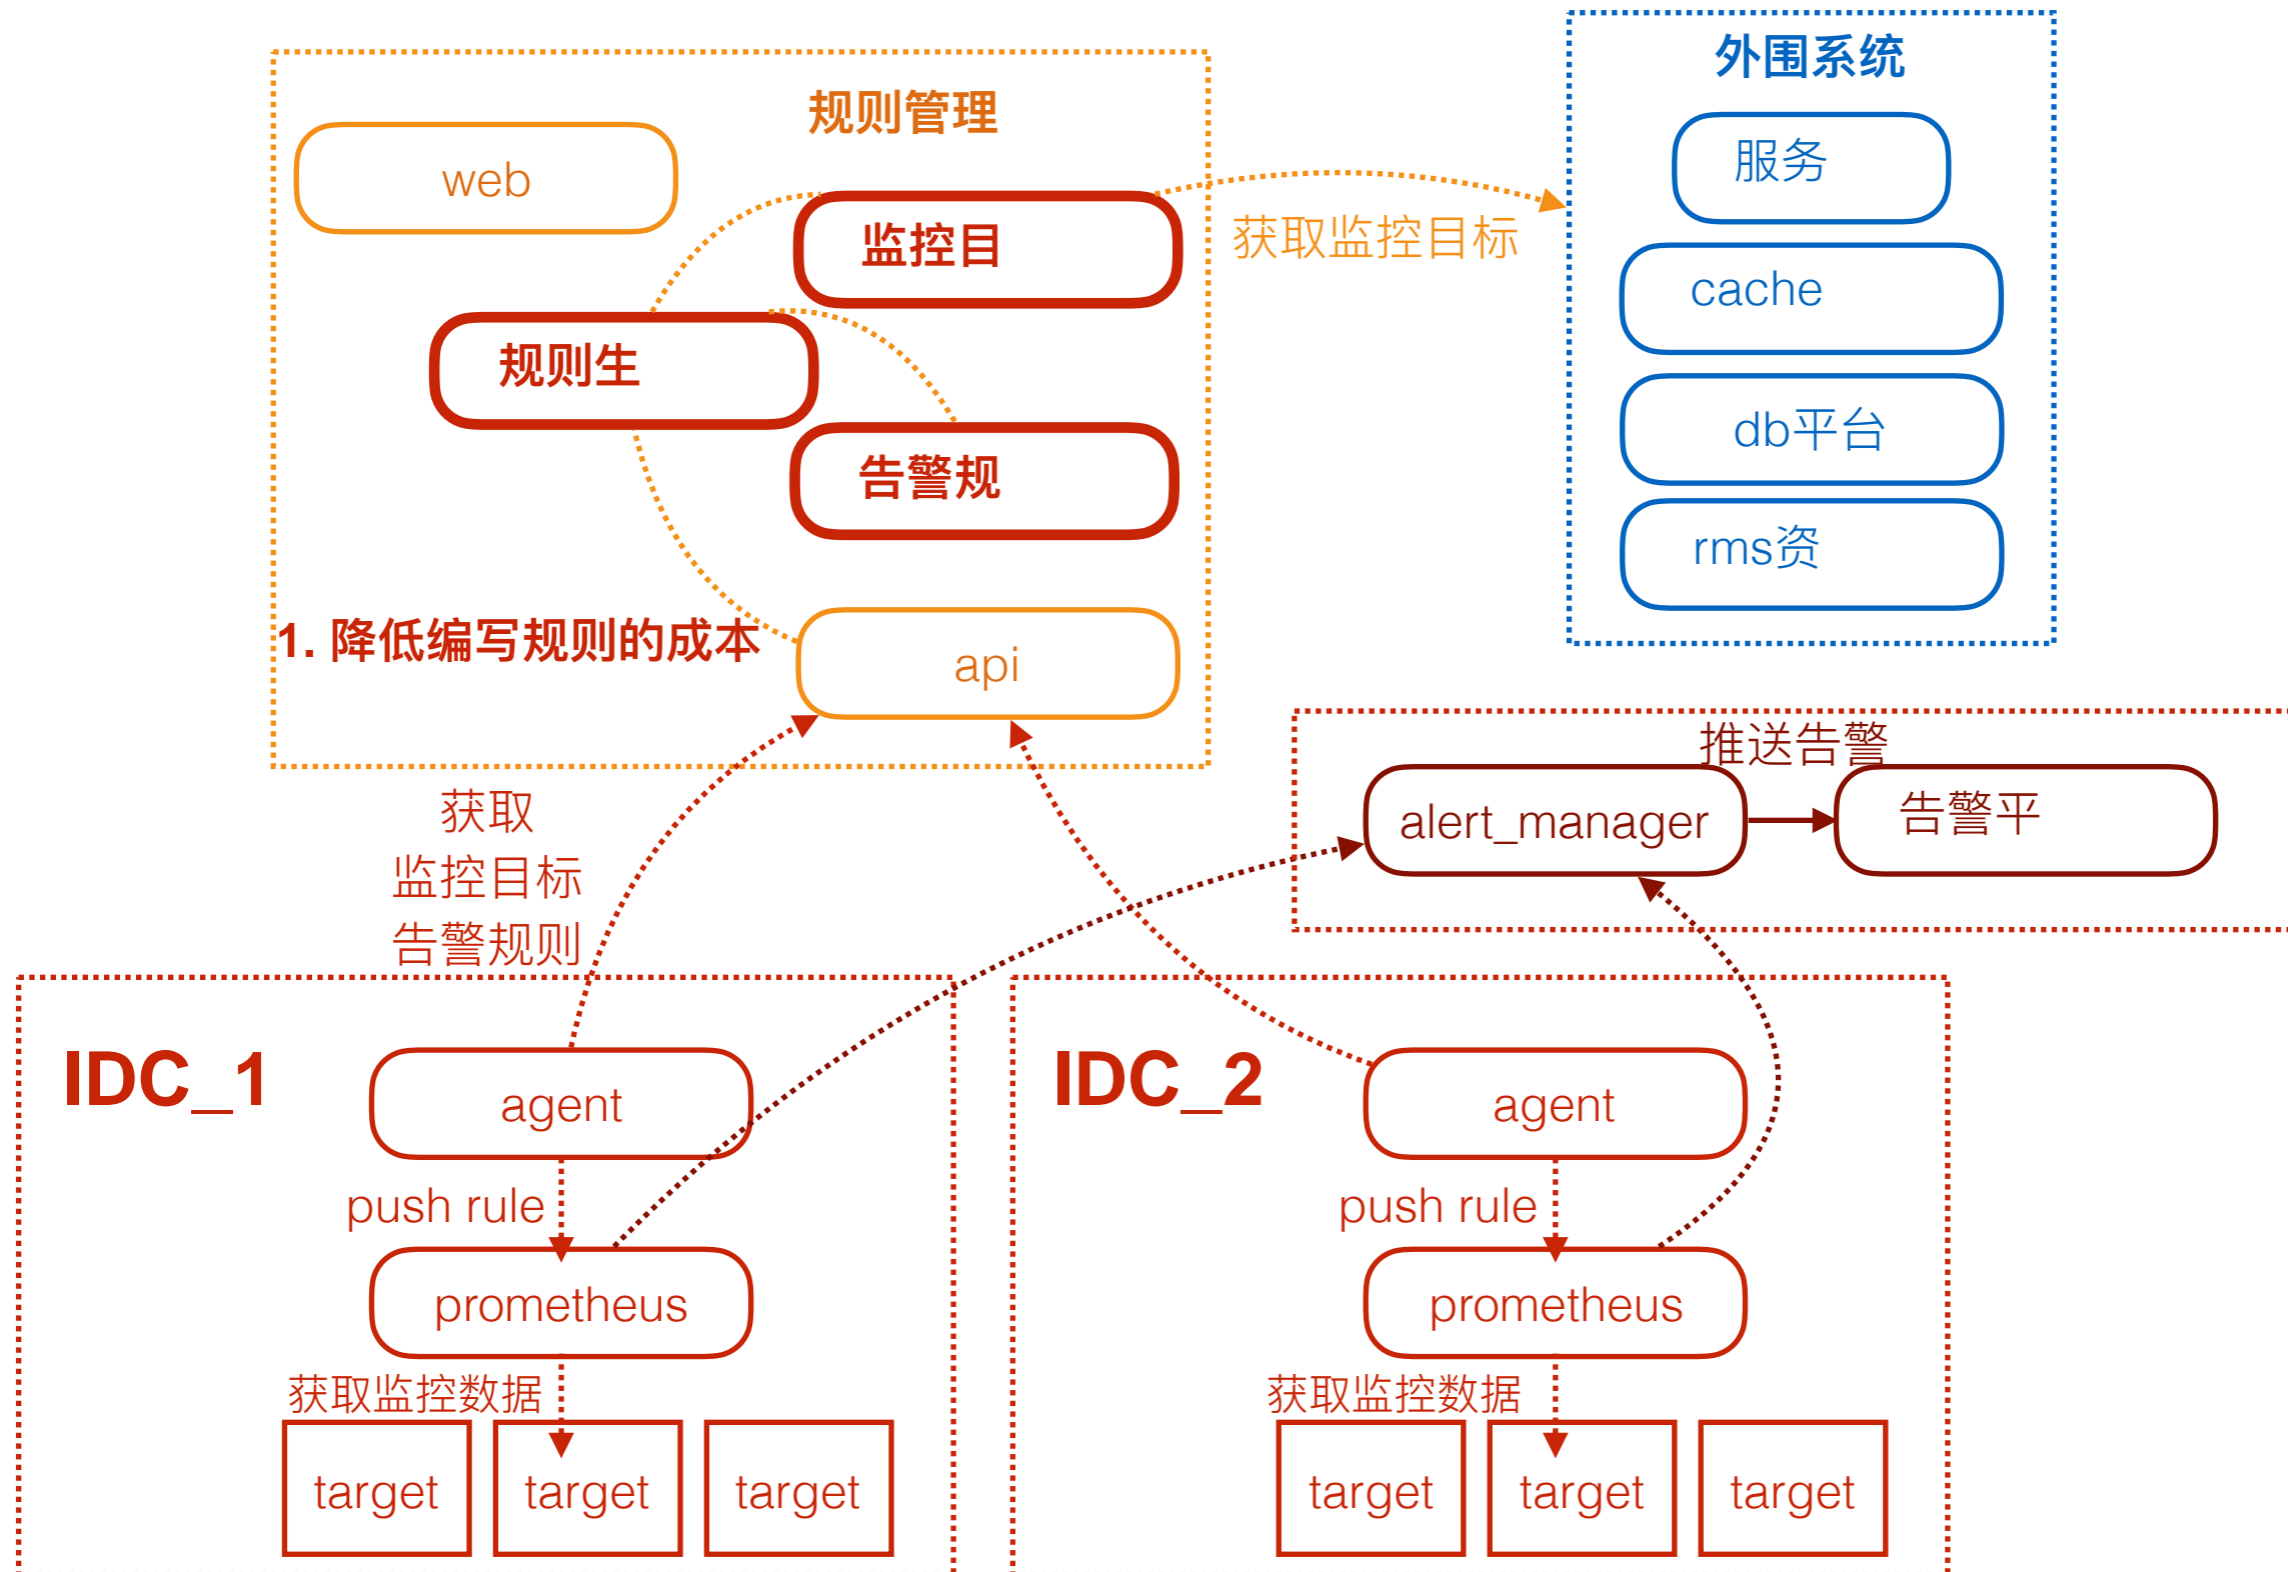 外围系统
规则管理
服务
web
监控目
获取监控目标
cache
规则生
db平台
告警规
rms资
1. 降低编写规则的成本
api
推送告警
获取
监控目标
告警规则
alert_manager
告警平
IDC_1
agent
IDC_2
agent
push rule
push rule
prometheus
prometheus
获取监控数据
获取监控数据
target
target
target
target
target
target